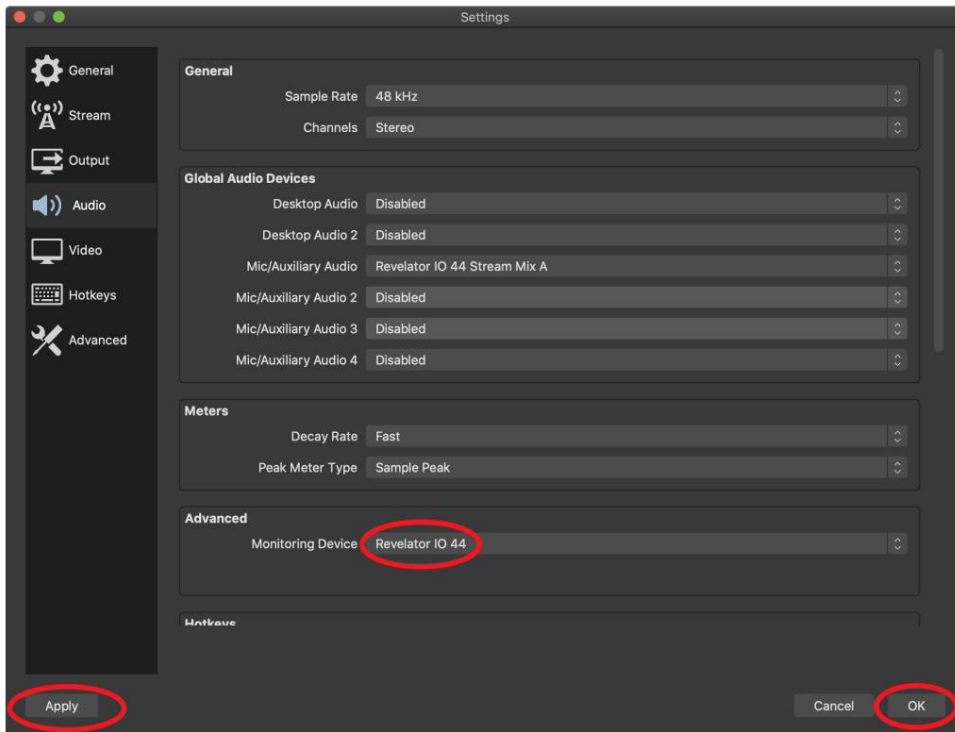 Settings
General
Stream
Output
Audio
Video
Hotkeys
Advanced
General
Sample Rate 48 kHz
Channels Stereo
Global Audio Devices
Desktop Audio Disabled
Desktop Audio 2 Disabled
Mic/Auxiliary Audio Revelator IO 44 Stream Mix A
Mic/Auxiliary Audio 2 Disabled
Mic/Auxiliary Audio 3 Disabled
Mic/Auxiliary Audio 4 Disabled
Meters
Decay Rate Fast
Peak Meter Type Sample Peak
Advanced
Monitoring Device Revelator IO 44
Hotkeys
Apply Cancel OK